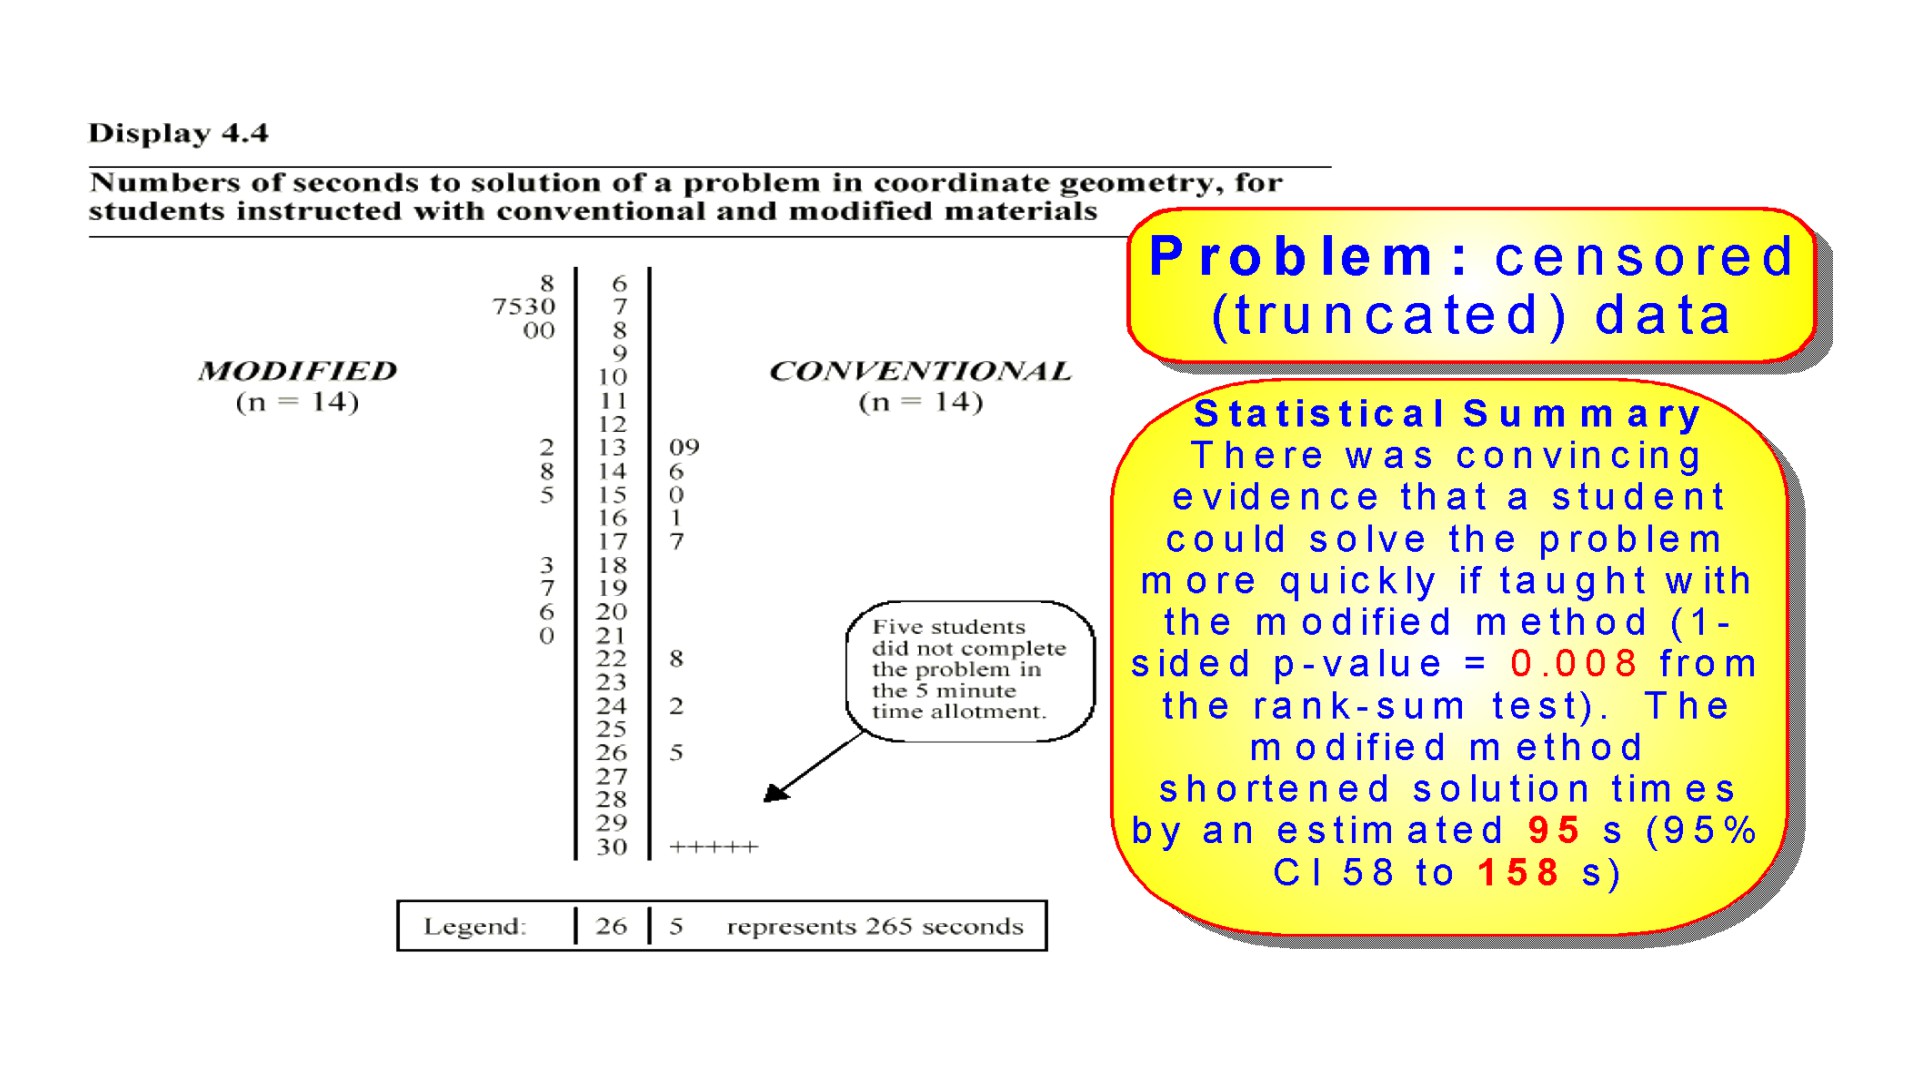 Display 4.4
Numbers of seconds to solution of a problem in coordinate geometry, for
students instructed with conventional and modified materials
Problem: censored
(truncated) data
MODIFIED
(n = 14)
CONVENTIONAL
(n = 14)
8 6
7530 7
00 8
9
10
11
12
2 13 09
8 14 6
5 15 0
16 1
17 7
3 18
7 19
6 20
0 21
22 8
23
24 2
25
26 5
27
28
29
30 +++++
Five students
did not complete
the problem in
the 5 minute
time allotment.
Legend: 26 5 represents 265 seconds
Statistical Summary
There was convincing
evidence that a student
could solve the problem
more quickly if taught with
the modified method (1-
sided p-value = 0.008 from
the rank-sum test). The
modified method
shortened solution times
by an estimated 95 s (95%
CI 58 to 158 s)